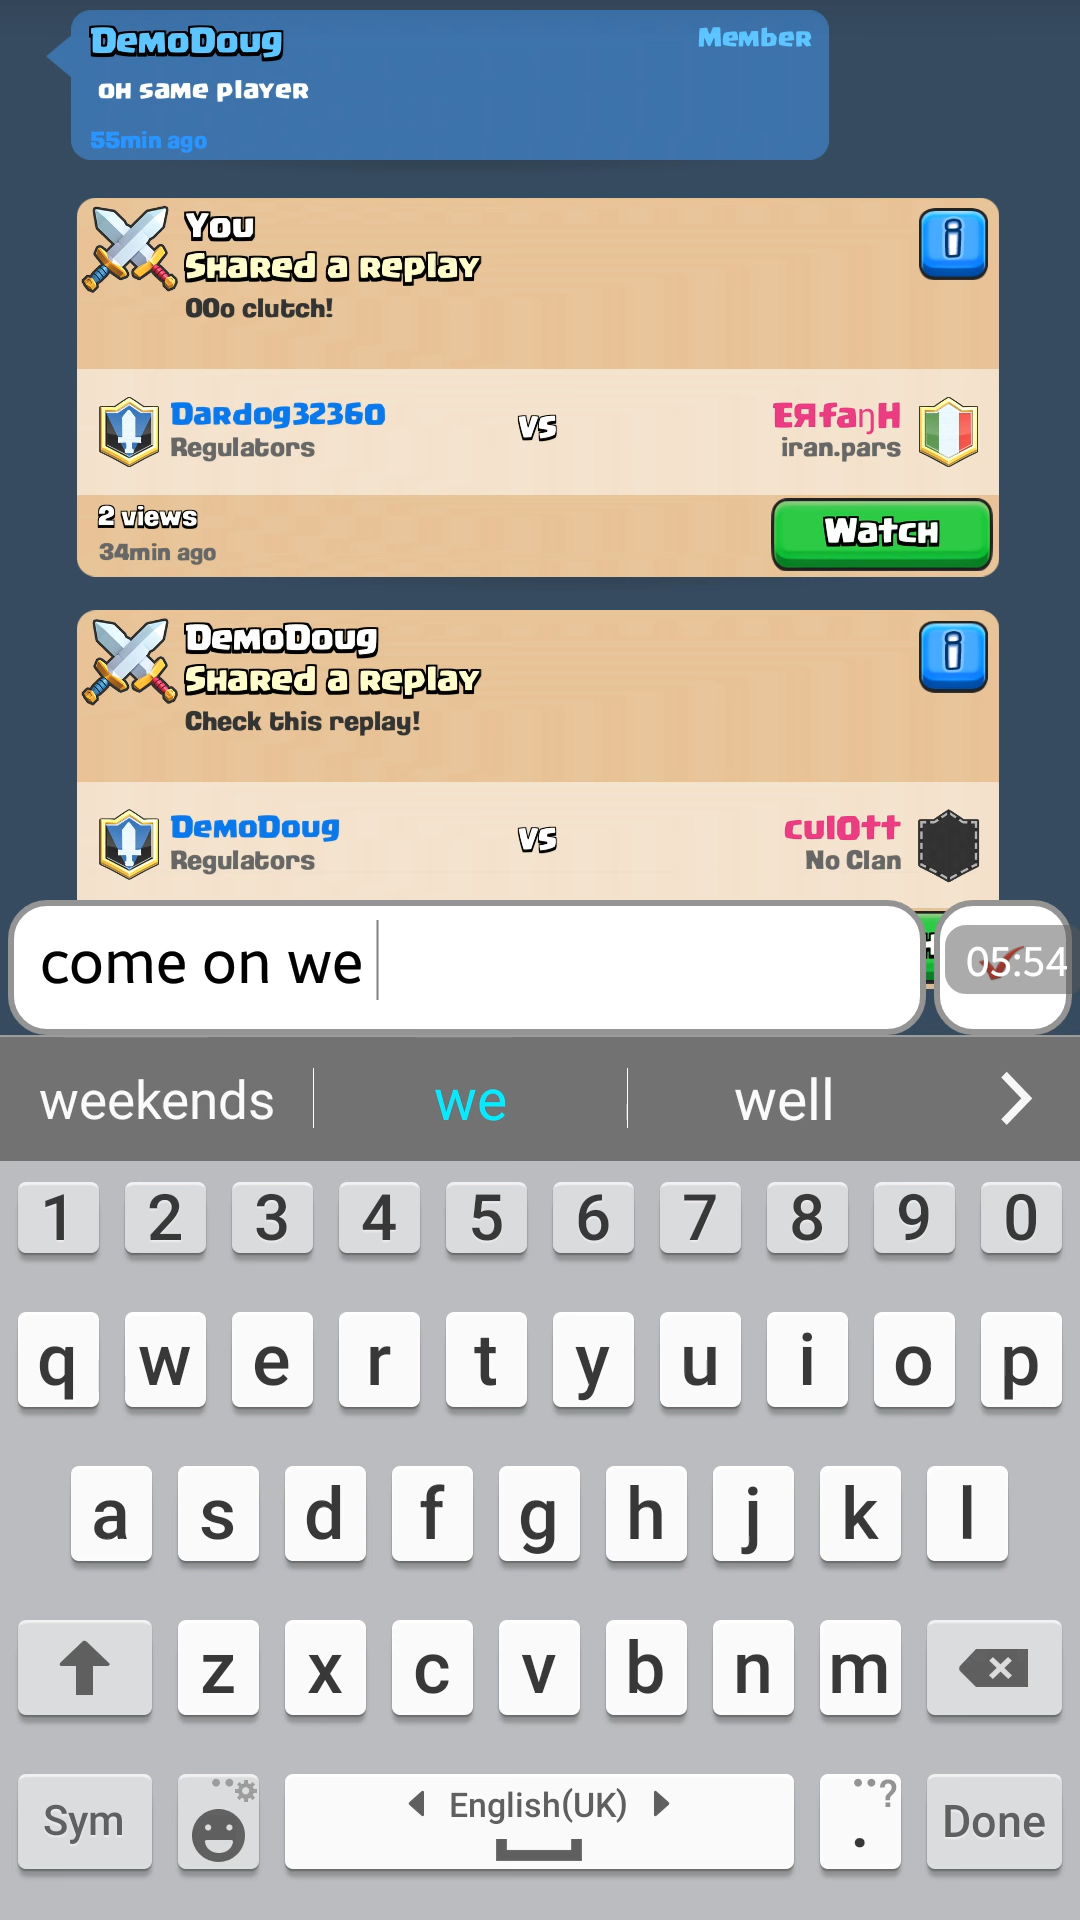 DemoDoug
Member
oh same player
55min ago
You
Shared a replay
OOo clutch!
Dardog32360
Regulators
vs
EЯfaŋH
iran.pars
2 views
34min ago
Watch
DemoDoug
Shared a replay
Check this replay!
DemoDoug
Regulators
vs
culOtt
No Clan
come on we
05:54
weekends we well
1 2 3 4 5 6 7 8 9 0
q w e r t y u i o p
a s d f g h j k l
z x c v b n m
Sym
English(UK)
?
.
Done